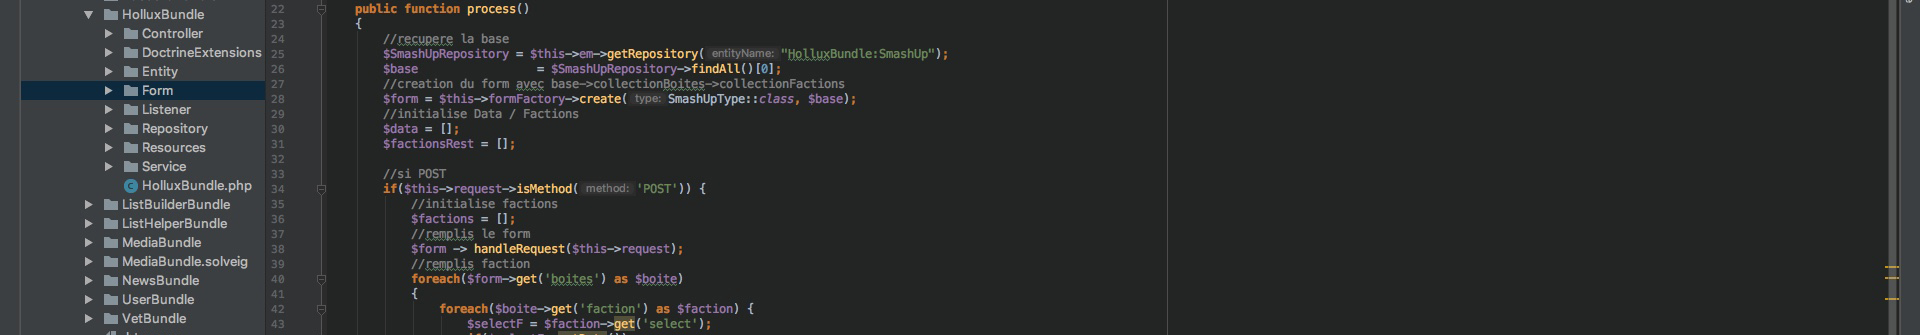 HolluxBundle
Controller
DoctrineExtensions
Entity
Form
Listener
Repository
Resources
Service
HolluxBundle.php
ListBuilderBundle
ListHelperBundle
MediaBundle
MediaBundle.solveig
NewsBundle
UserBundle
VetBundle
22 public function process()
23 {
24 //recupere la base
25 $SmashUpRepository = $this->em->getRepository( entityName: "HolluxBundle:SmashUp");
26 $base = $SmashUpRepository->findAll()[0];
27 //creation du form avec base->collectionBoites->collectionFactions
28 $form = $this->formFactory->create( type: SmashUpType::class, $base);
29 //initialise Data / Factions
30 $data = [];
31 $factionsRest = [];
32
33 //si POST
34 if($this->request->isMethod( method: 'POST')) {
35 //initialise factions
36 $factions = [];
37 //remplis le form
38 $form -> handleRequest($this->request);
39 //remplis faction
40 foreach($form->get('boites') as $boite)
41 {
42 foreach($boite->get('faction') as $faction) {
43 $selectF = $faction->get('select');